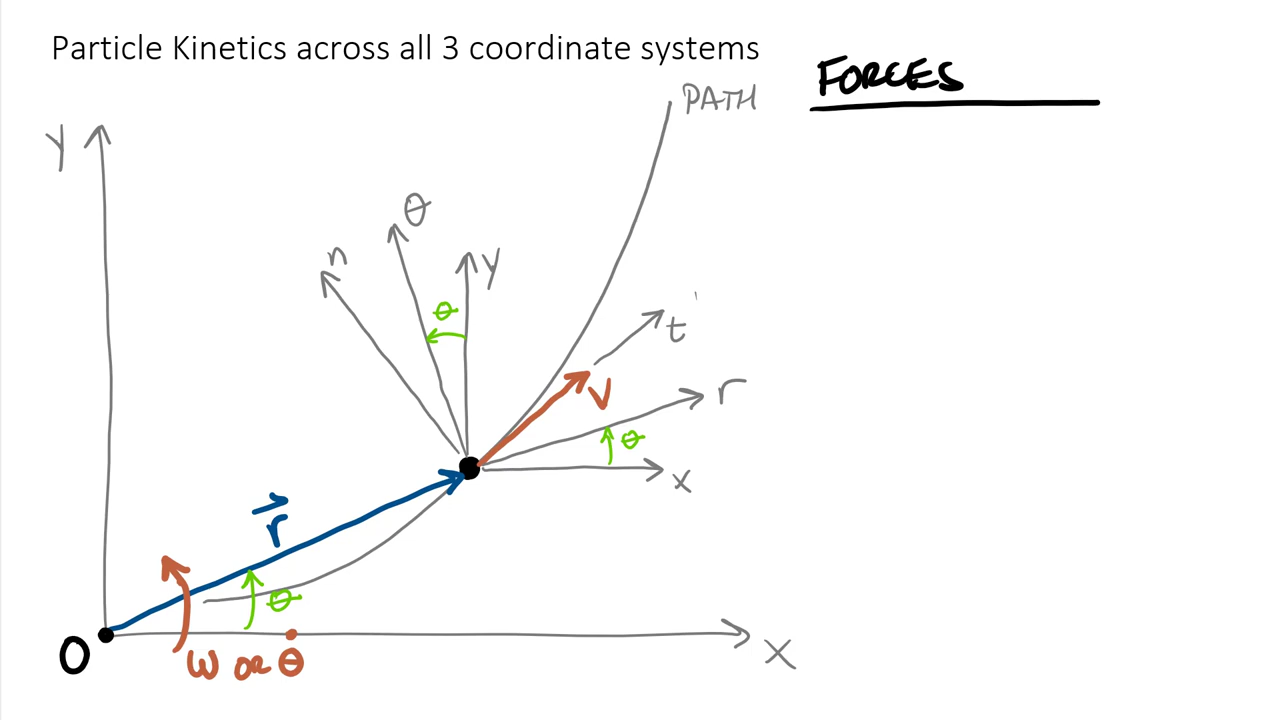 Particle Kinetics across all 3 coordinate systems
FORCES
PATH
Y
θ
n
y
θ
t
r
v
θ
x
r
θ
O
ω OR θ̇
X